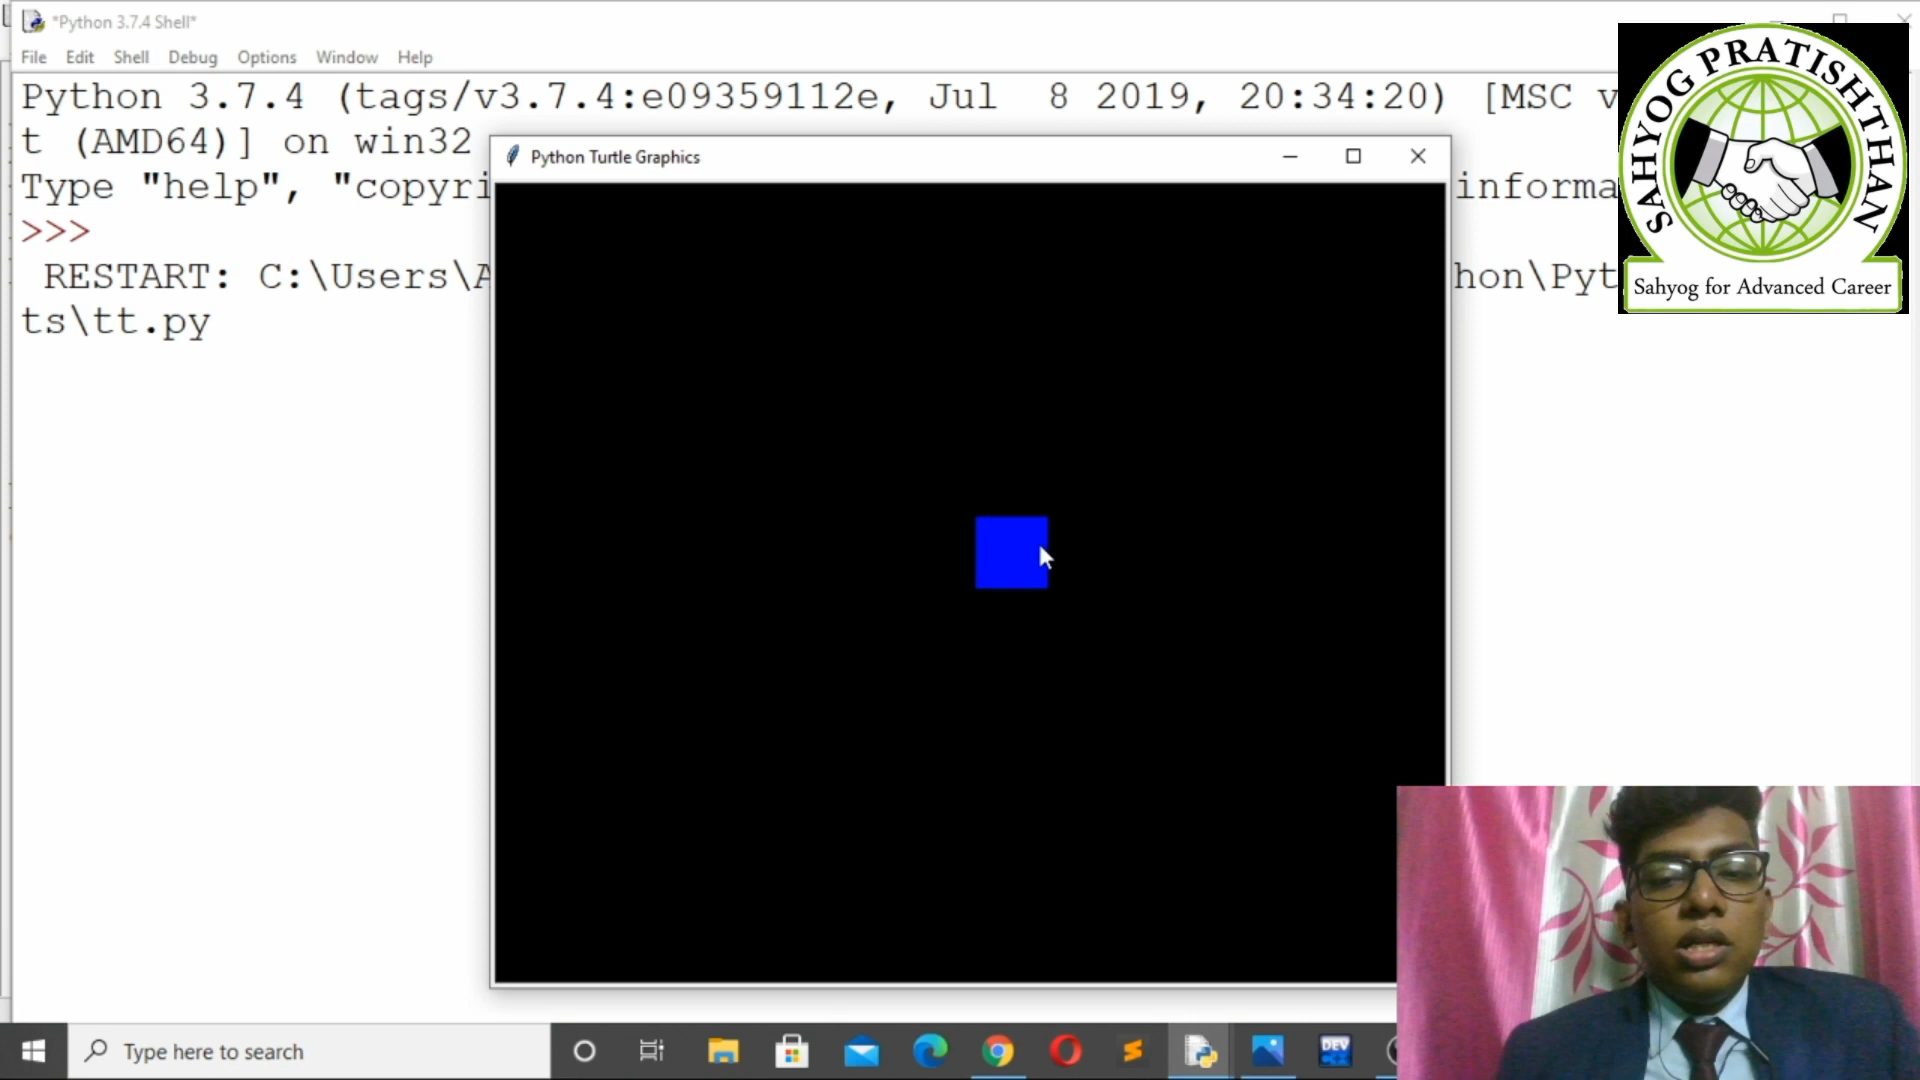 *Python 3.7.4 Shell*
File Edit Shell Debug Options Window Help
Python 3.7.4 (tags/v3.7.4:e09359112e, Jul 8 2019, 20:34:20) [MSC v
t (AMD64)] on win32
Type "help", "copyri informa
>>>
RESTART: C:\Users\A hon\Pyt
ts\tt.py
Python Turtle Graphics
SAHYOG PRATISHTHAN
Sahyog for Advanced Career
Type here to search
DEV